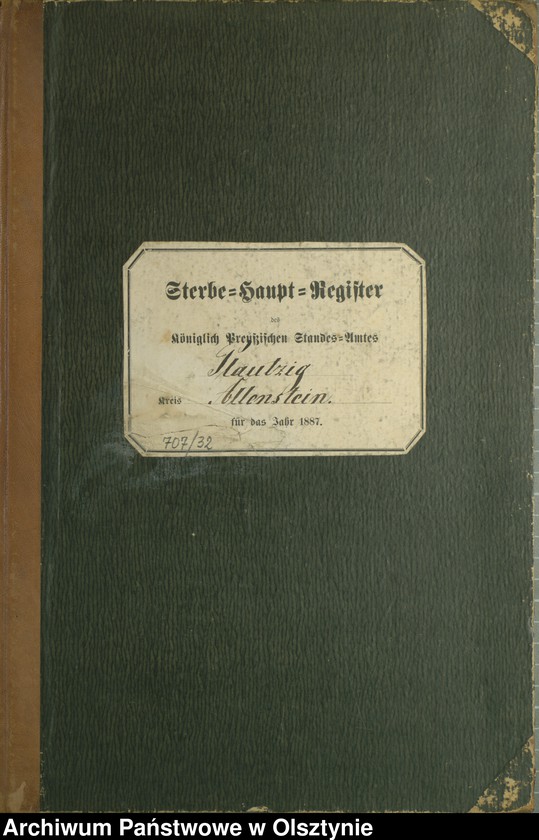 Sterbe=Haupt=Register
des
Königlich Preußischen Standes=Amtes
Plautzig
Kreis Allenstein.
für das Jahr 1887.
707/32
Archiwum Państwowe w Olsztynie